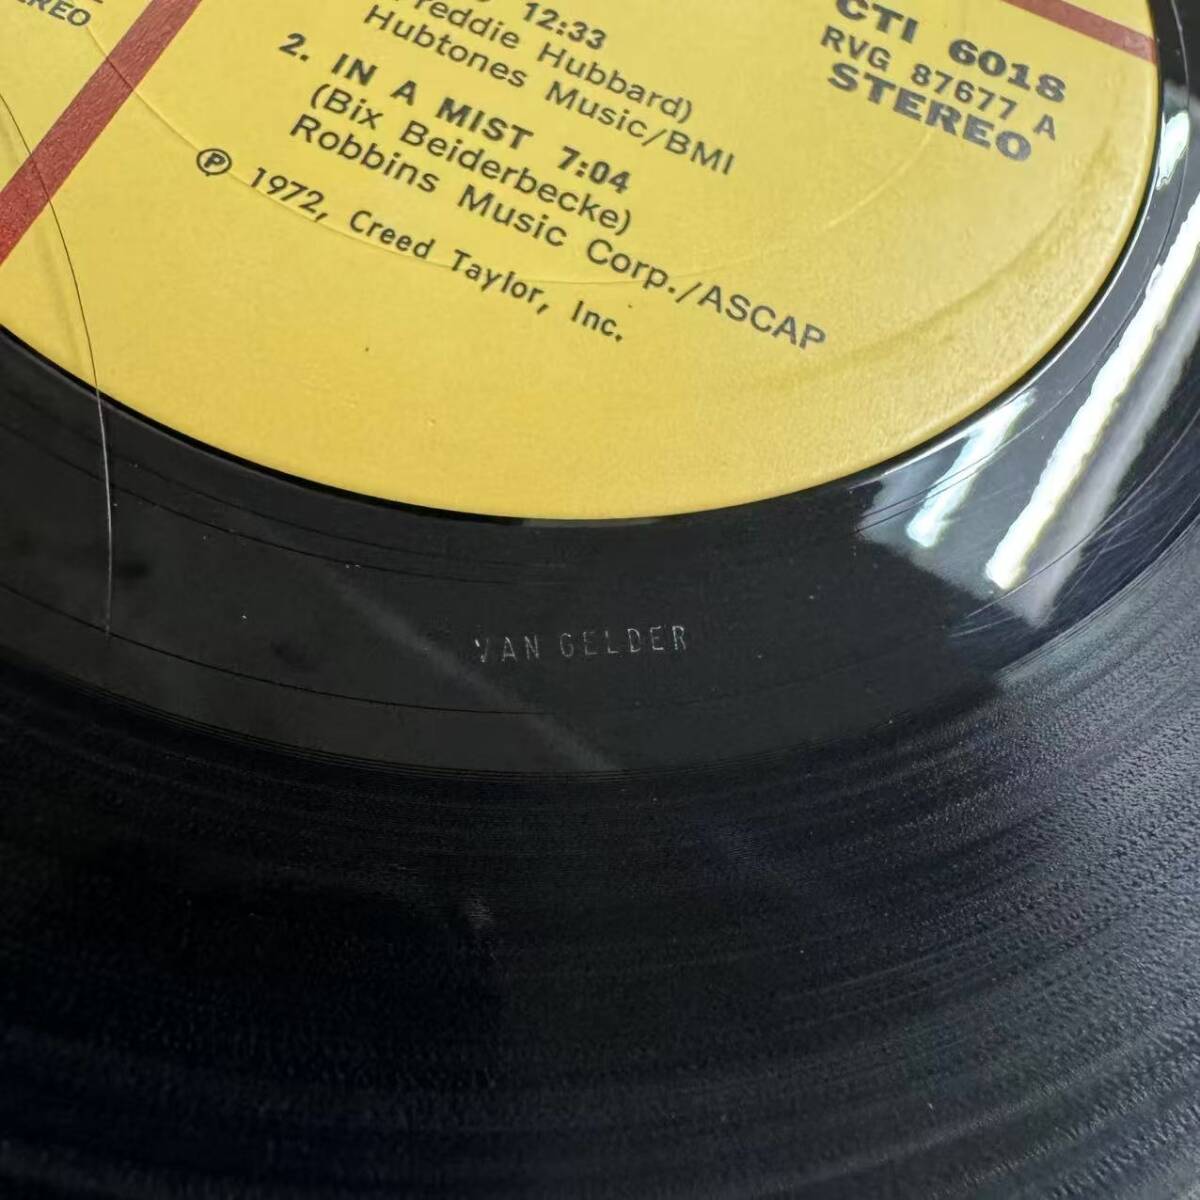 12:33
Freddie Hubbard)
Hubtones Music/BMI
2. IN A MIST 7:04
(Bix Beiderbecke)
Robbins Music Corp./ASCAP
Ⓟ 1972, Creed Taylor, Inc.
CTI 6018
RVG 87677 A
STEREO
VAN GELDER